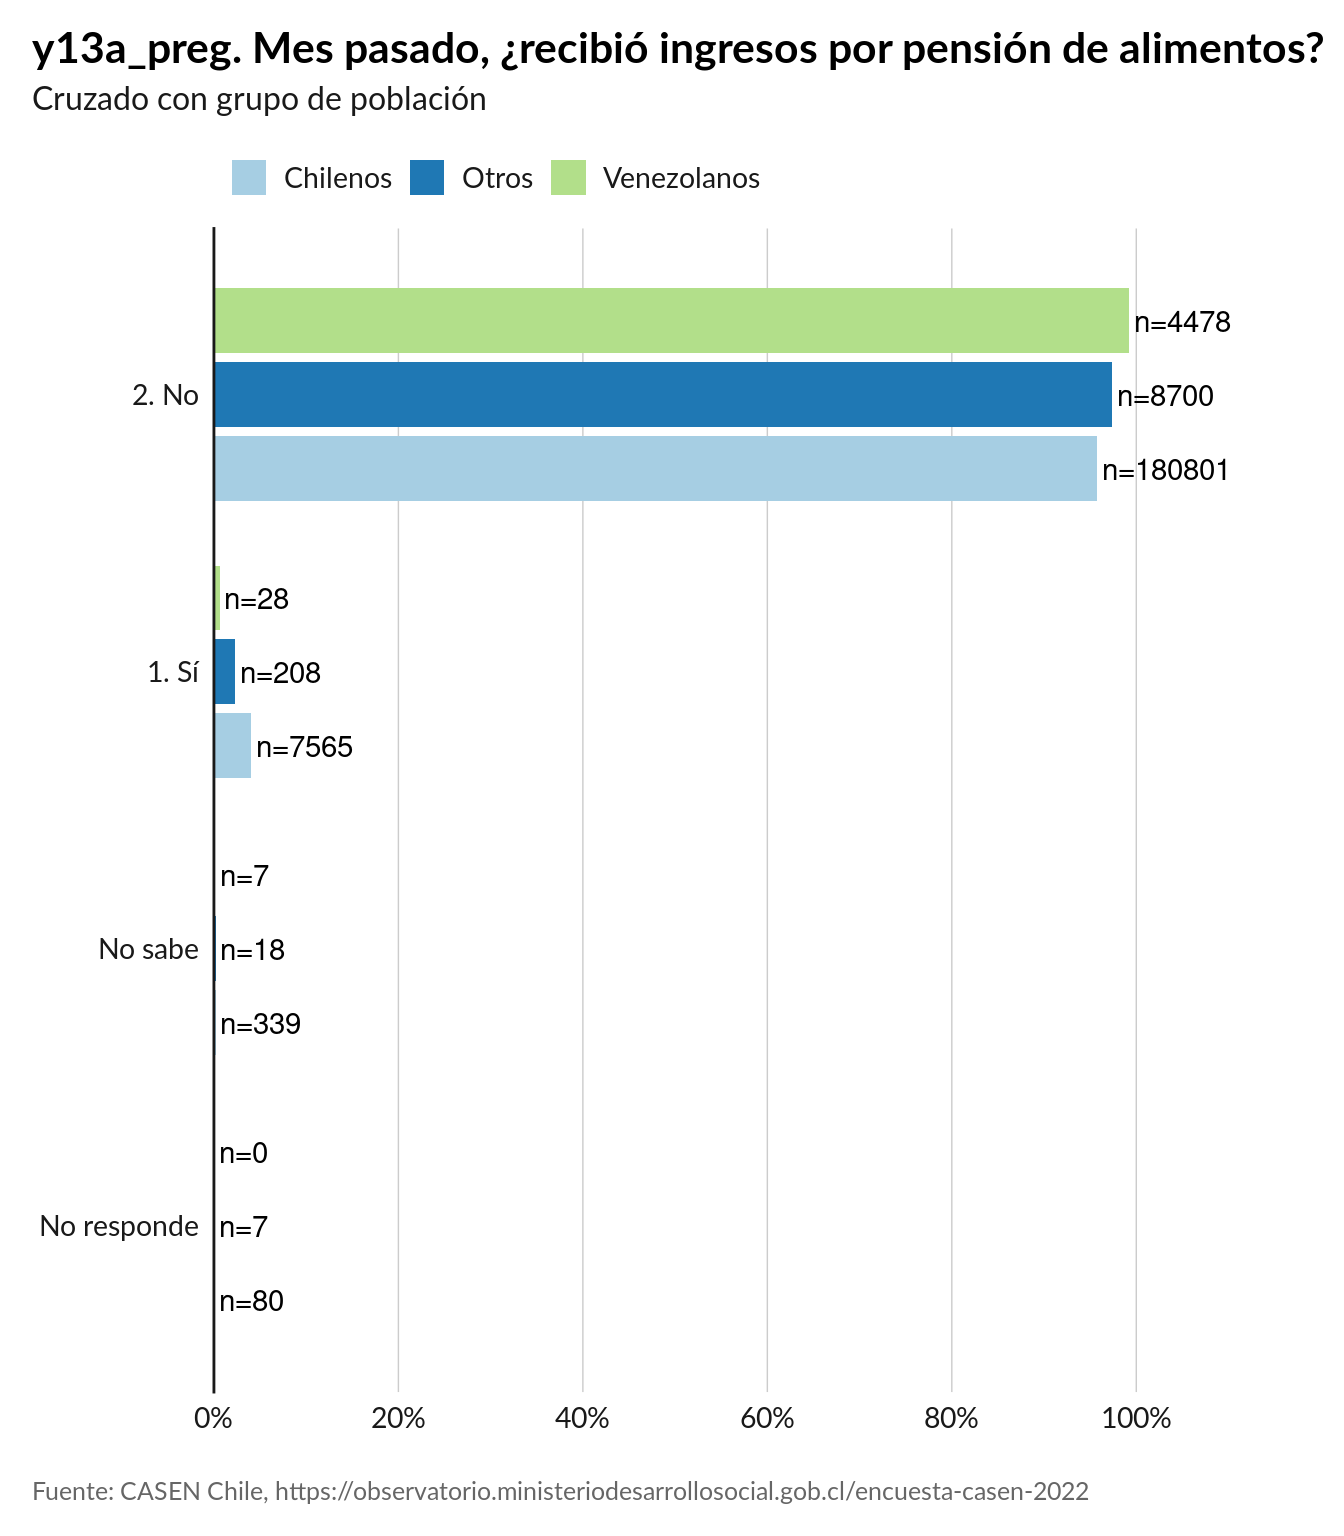 y13a_preg. Mes pasado, ¿recibió ingresos por pensión de alimentos?
Cruzado con grupo de población
Chilenos Otros Venezolanos
n=4478
2. No n=8700
n=180801
n=28
1. Sí n=208
n=7565
n=7
No sabe n=18
n=339
n=0
No responde n=7
n=80
0% 20% 40% 60% 80% 100%
Fuente: CASEN Chile, https://observatorio.ministeriodesarrollosocial.gob.cl/encuesta-casen-2022